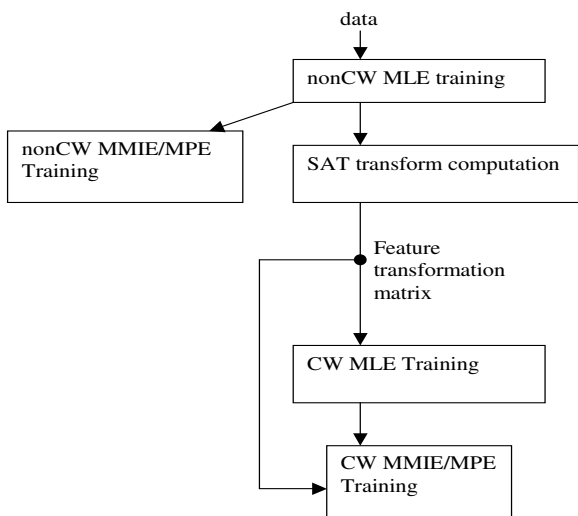 data
nonCW MLE training
nonCW MMIE/MPE
Training
SAT transform computation
Feature
transformation
matrix
CW MLE Training
CW MMIE/MPE
Training